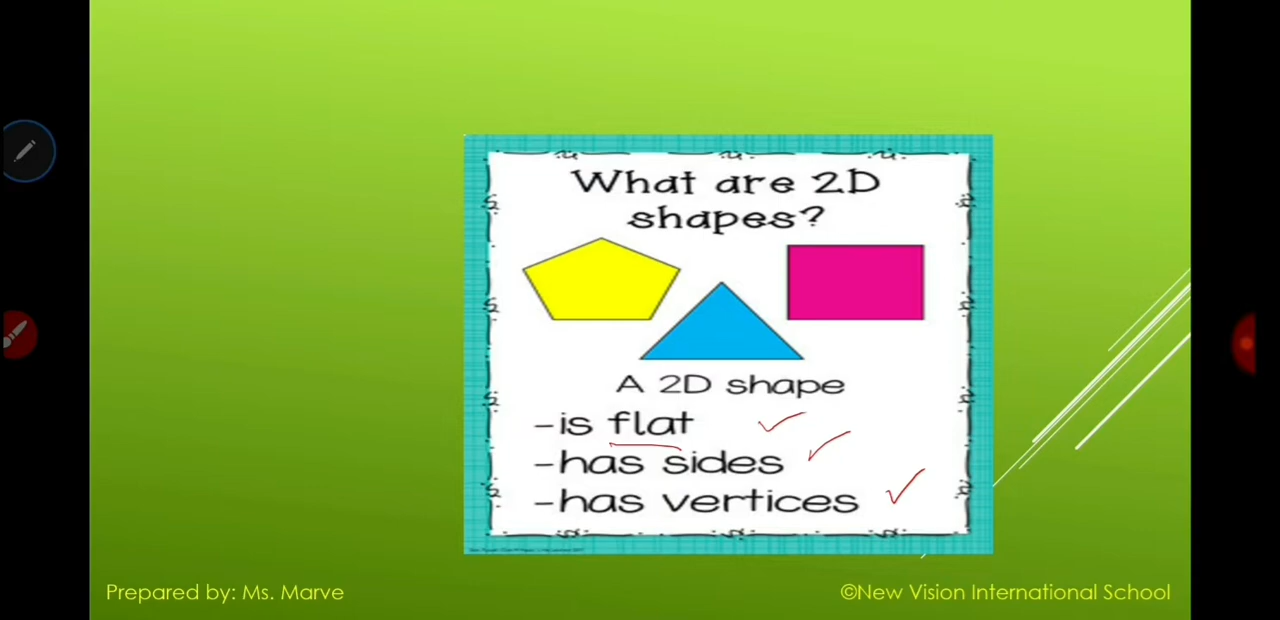 What are 2D
shapes?
A 2D shape
-is flat
-has sides
-has vertices
Prepared by: Ms. Marve
©New Vision International School